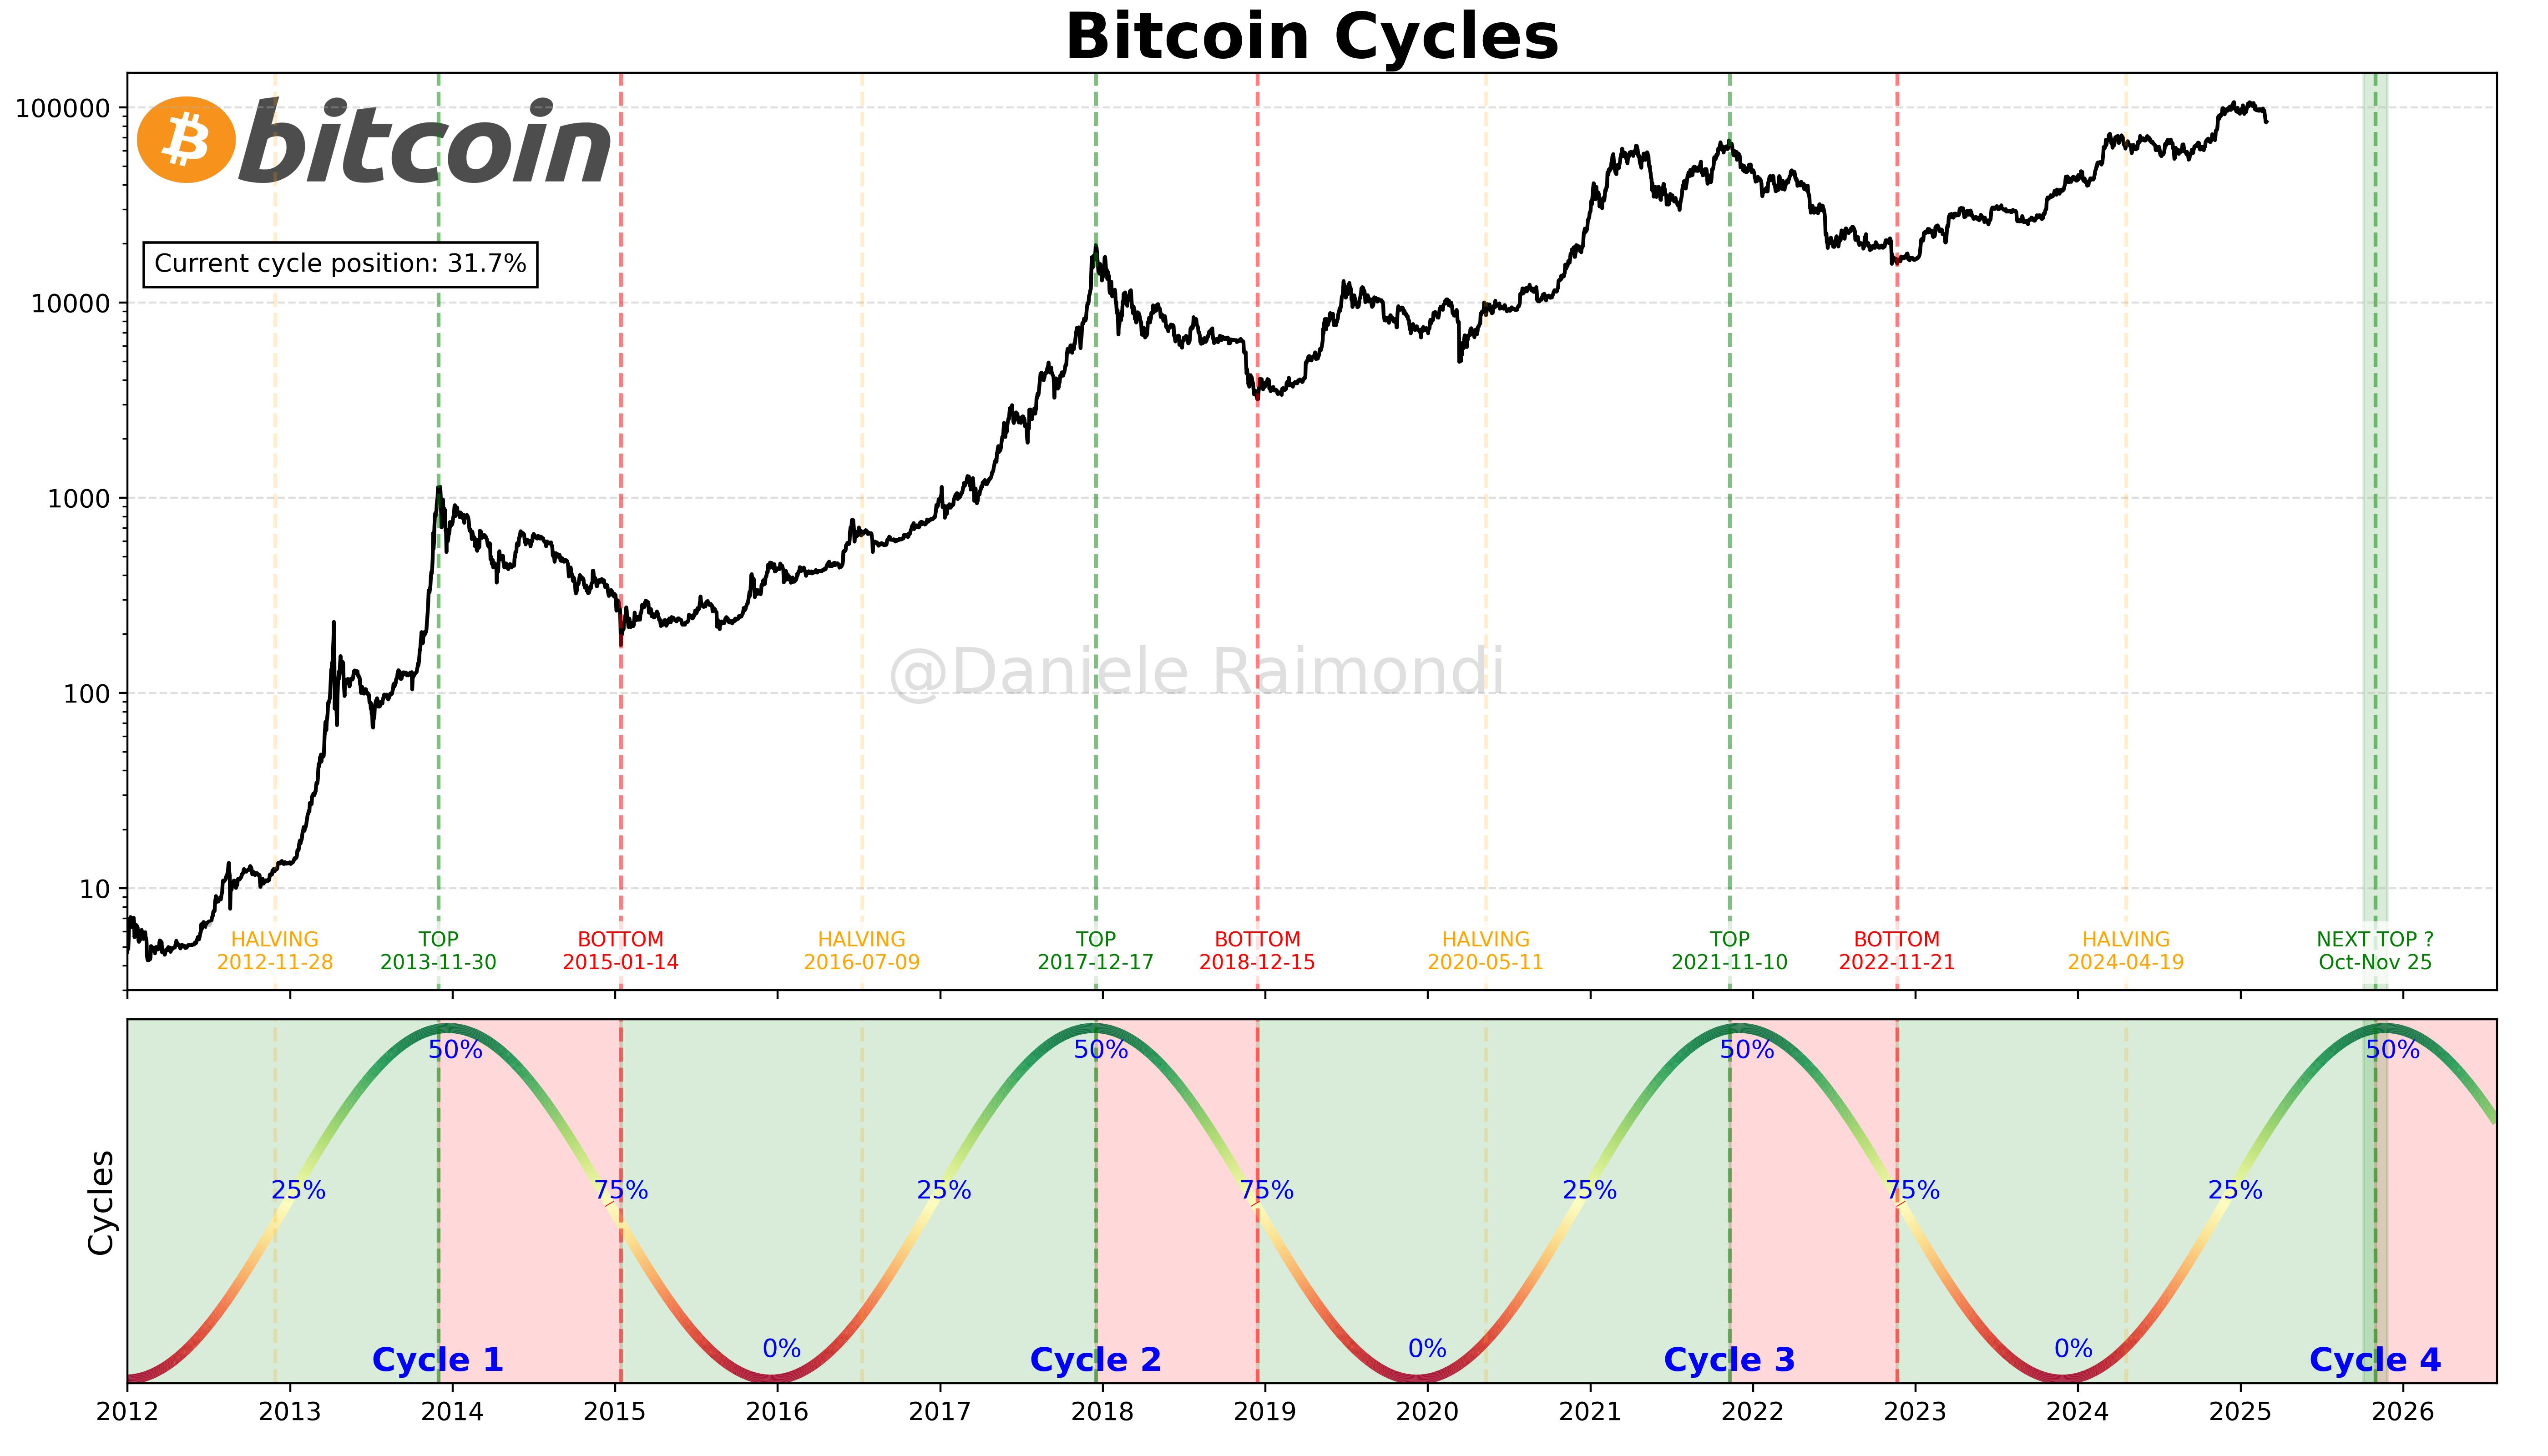 Bitcoin Cycles
bitcoin
Current cycle position: 31.7%
100000
10000
1000
100
10
@Daniele Raimondi
HALVING
2012-11-28
TOP
2013-11-30
BOTTOM
2015-01-14
HALVING
2016-07-09
TOP
2017-12-17
BOTTOM
2018-12-15
HALVING
2020-05-11
TOP
2021-11-10
BOTTOM
2022-11-21
HALVING
2024-04-19
NEXT TOP ?
Oct-Nov 25
Cycles
50%
50%
50%
50%
25%
75%
25%
75%
25%
75%
25%
0%
0%
0%
Cycle 1
Cycle 2
Cycle 3
Cycle 4
2012
2013
2014
2015
2016
2017
2018
2019
2020
2021
2022
2023
2024
2025
2026